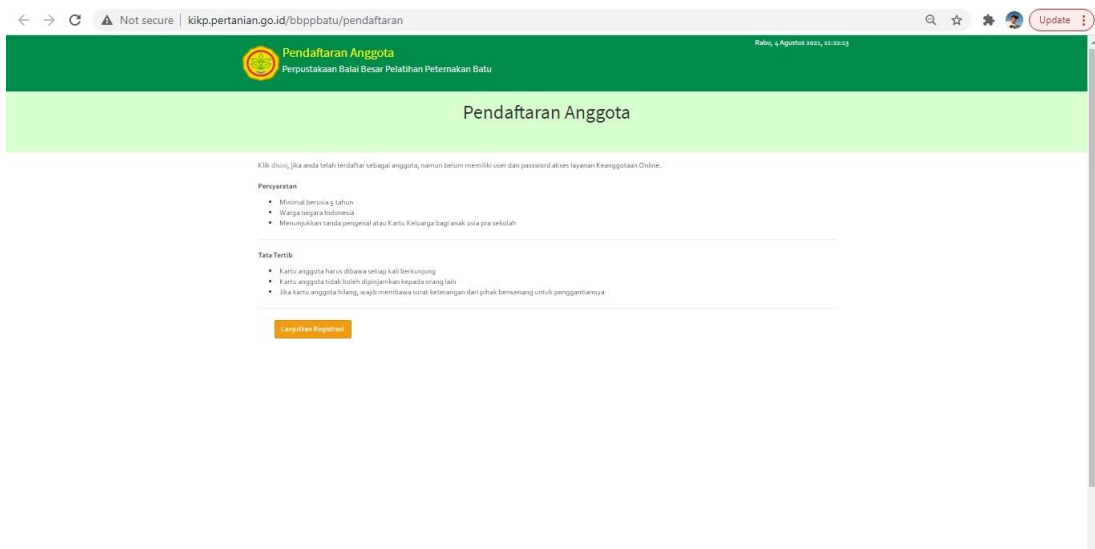 Not secure | kikp.pertanian.go.id/bbppbatu/pendaftaran
Update
Pendaftaran Anggota
Perpustakaan Balai Besar Pelatihan Peternakan Batu
Rabu, 4 Agustus 2021, 11:22:13
Pendaftaran Anggota
Klik disini, jika anda telah terdaftar sebagai anggota, namun belum memiliki user dan password akses layanan Keanggotaan Online.
Persyaratan
Minimal berusia 5 tahun
Warga negara Indonesia
Menunjukkan tanda pengenal atau Kartu Keluarga bagi anak usia pra sekolah
Tata Tertib
Kartu anggota harus dibawa setiap kali berkunjung
Kartu anggota tidak boleh dipinjamkan kepada orang lain
Jika kartu anggota hilang, wajib membawa surat keterangan dari pihak berwenang untuk penggantiannya
Lanjutkan Registrasi